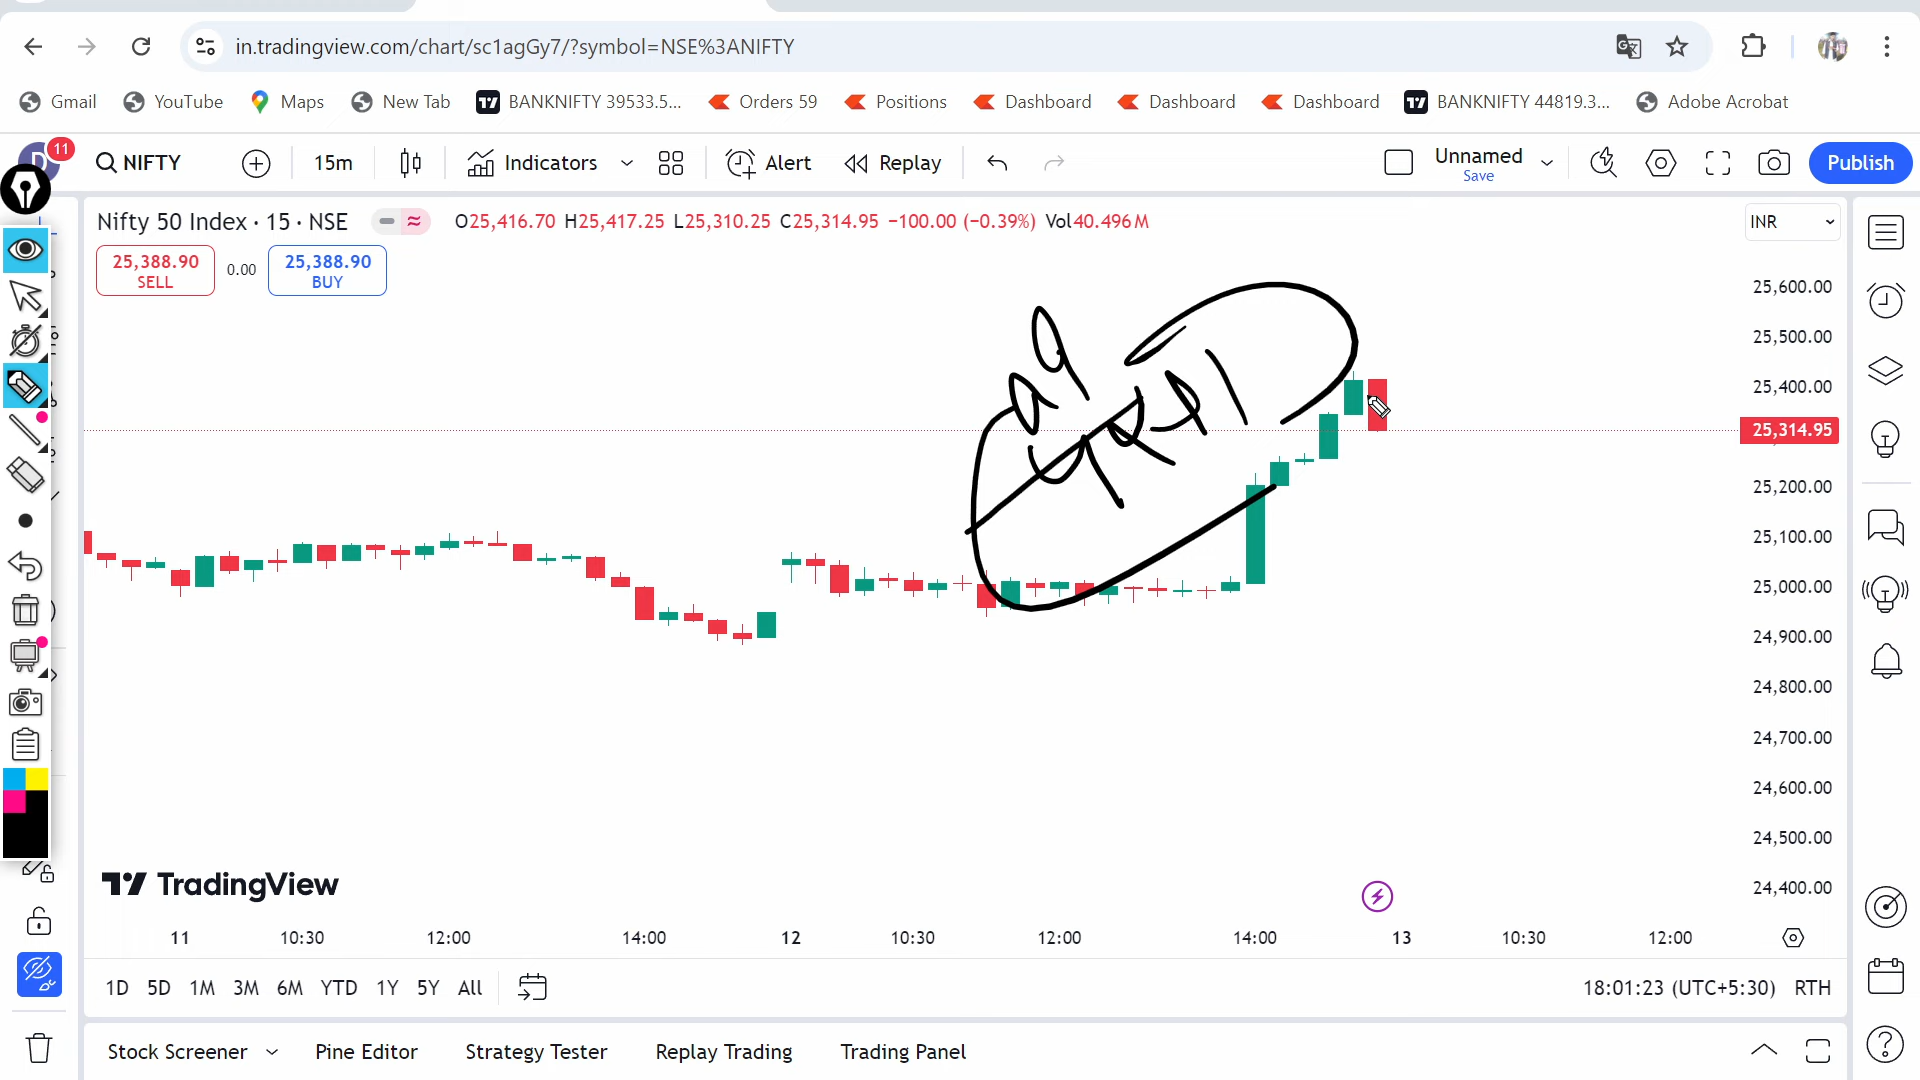 in.tradingview.com/chart/sc1agGy7/?symbol=NSE%3ANIFTY
Gmail YouTube Maps New Tab BANKNIFTY 39533.5... Orders 59 Positions Dashboard Dashboard Dashboard BANKNIFTY 44819.3... Adobe Acrobat
11
NIFTY 15m Indicators Alert Replay Unnamed Save Publish
Nifty 50 Index · 15 · NSE O25,416.70 H25,417.25 L25,310.25 C25,314.95 −100.00 (−0.39%) Vol40.496 M INR
25,388.90 SELL 0.00 25,388.90 BUY
25,600.00
25,500.00
25,400.00
25,314.95
25,200.00
25,100.00
25,000.00
24,900.00
24,800.00
24,700.00
24,600.00
24,500.00
24,400.00
TradingView
11 10:30 12:00 14:00 12 10:30 12:00 14:00 13 10:30 12:00
1D 5D 1M 3M 6M YTD 1Y 5Y All 18:01:23 (UTC+5:30) RTH
Stock Screener Pine Editor Strategy Tester Replay Trading Trading Panel